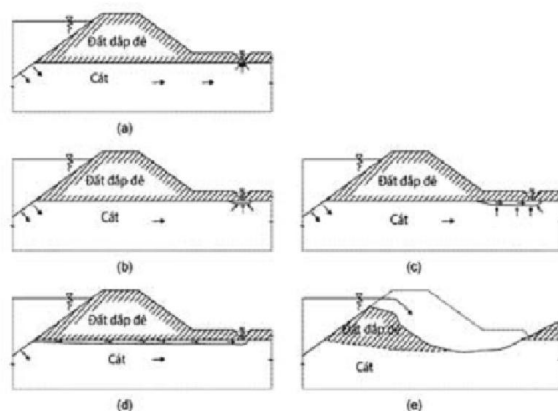 Đất đắp đê
Cát
(a)
Đất đắp đê
Cát
(b)
Đất đắp đê
Cát
(c)
Đất đắp đê
Cát
(d)
Đất đắp đê
Cát
(e)